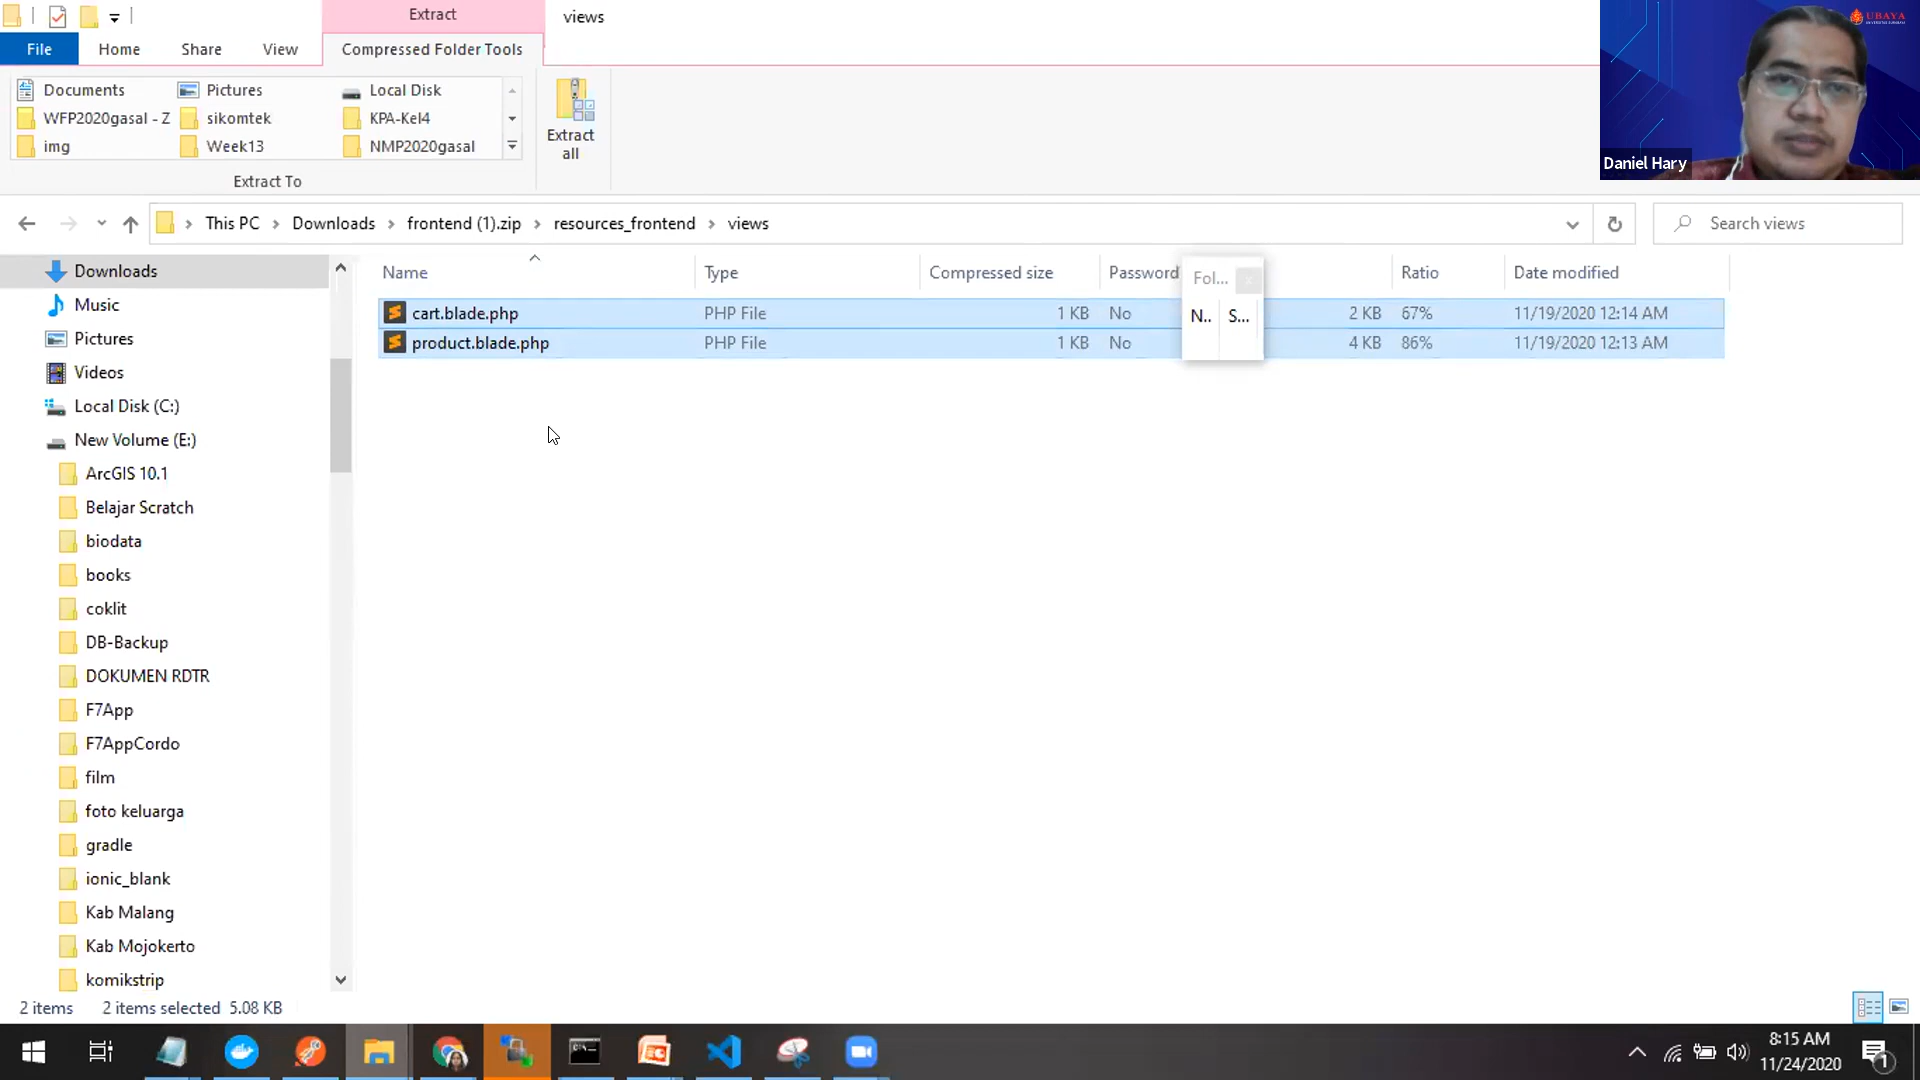 Extract
views
File
Home
Share
View
Compressed Folder Tools
Documents
Pictures
Local Disk
WFP2020gasal - Z
sikomtek
KPA-Kel4
img
Week13
NMP2020gasal
Extract
all
Extract To
UBAYA
Daniel Hary
This PC
Downloads
frontend (1).zip
resources_frontend
views
Search views
Name
Type
Compressed size
Password
Ratio
Date modified
cart.blade.php PHP File 1 KB No 2 KB 67% 11/19/2020 12:14 AM
product.blade.php PHP File 1 KB No 4 KB 86% 11/19/2020 12:13 AM
Fol...
N..
S...
Downloads
Music
Pictures
Videos
Local Disk (C:)
New Volume (E:)
ArcGIS 10.1
Belajar Scratch
biodata
books
coklit
DB-Backup
DOKUMEN RDTR
F7App
F7AppCordo
film
foto keluarga
gradle
ionic_blank
Kab Malang
Kab Mojokerto
komikstrip
2 items
2 items selected 5.08 KB
8:15 AM
11/24/2020
1